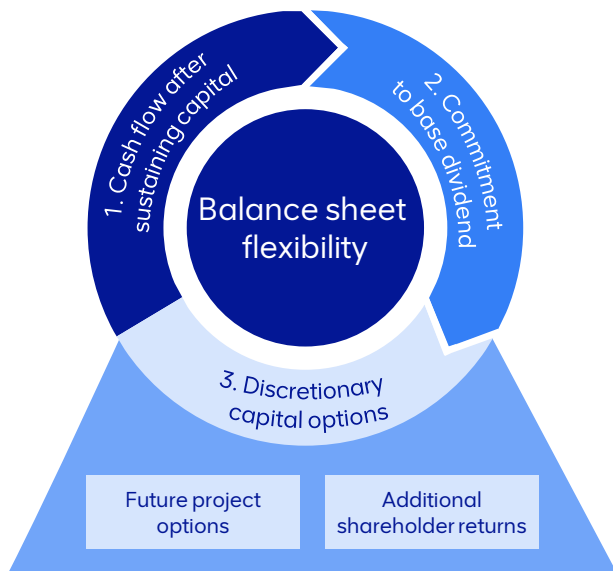 1. Cash flow after
sustaining capital
2. Commitment
to base dividend
Balance sheet
flexibility
3. Discretionary
capital options
Future project
options
Additional
shareholder returns